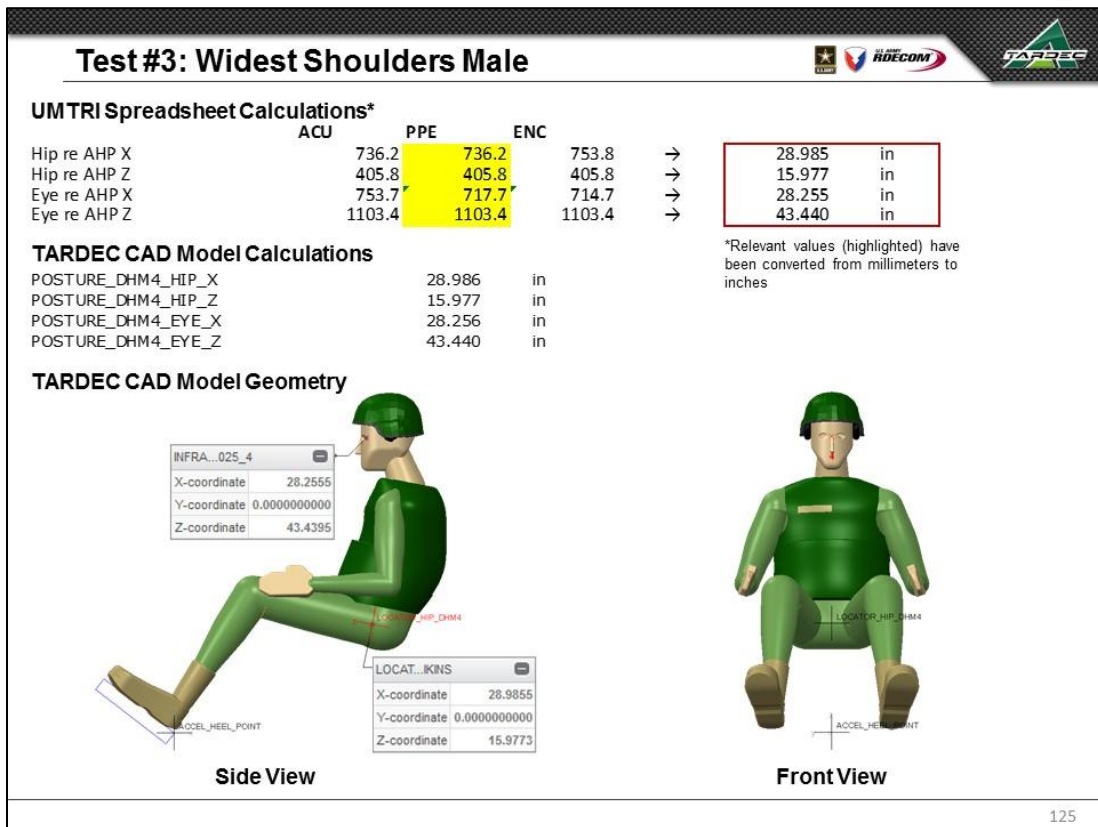 Test #3: Widest Shoulders Male
U.S. ARMY
U.S. ARMY
RDECOM
TARDEC
UMTRI Spreadsheet Calculations*
ACU PPE ENC
Hip re AHP X 736.2 736.2 753.8 → 28.985 in
Hip re AHP Z 405.8 405.8 405.8 → 15.977 in
Eye re AHP X 753.7 717.7 714.7 → 28.255 in
Eye re AHP Z 1103.4 1103.4 1103.4 → 43.440 in
*Relevant values (highlighted) have
been converted from millimeters to
inches
TARDEC CAD Model Calculations
POSTURE_DHM4_HIP_X 28.986 in
POSTURE_DHM4_HIP_Z 15.977 in
POSTURE_DHM4_EYE_X 28.256 in
POSTURE_DHM4_EYE_Z 43.440 in
TARDEC CAD Model Geometry
INFRA...025_4
X-coordinate 28.2555
Y-coordinate 0.0000000000
Z-coordinate 43.4395
LOCATOR_HIP_DHM4
LOCATOR_HIP_DHM4
LOCAT...IKINS
X-coordinate 28.9855
Y-coordinate 0.0000000000
Z-coordinate 15.9773
ACCEL_HEEL_POINT
ACCEL_HEEL_POINT
Side View
Front View
125